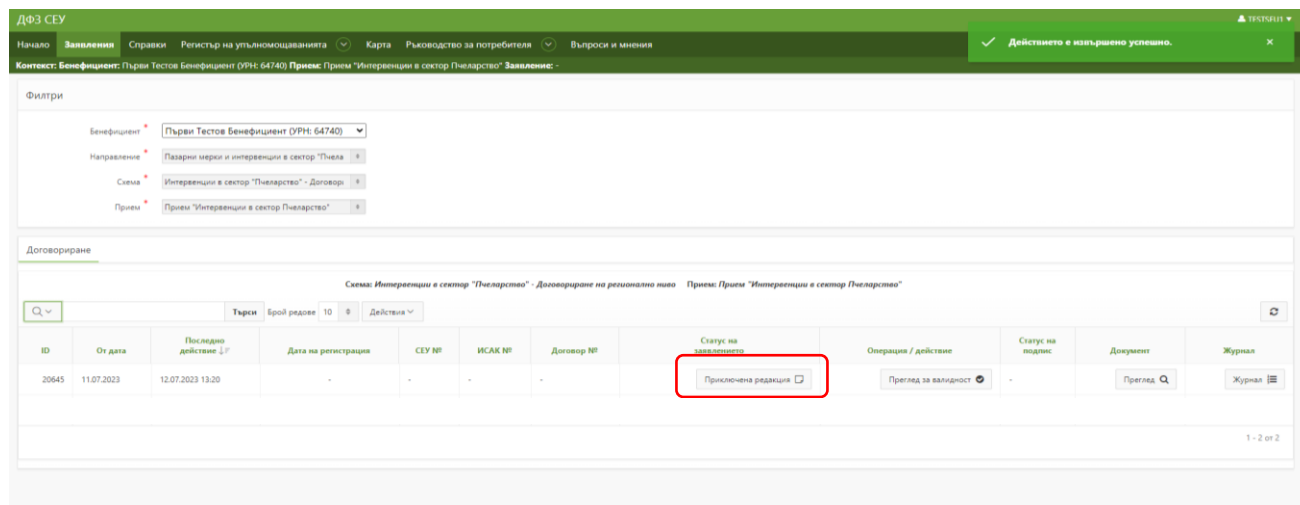 ДФЗ СЕУ
TESTSEU1
Начало Заявления Справки Регистър на упълномощаванията Карта Ръководство за потребителя Въпроси и мнения
Действието е извършено успешно. ×
Контекст: Бенефициент: Първи Тестов Бенефициент (УРН: 64740) Прием: Прием "Интервенции в сектор Пчеларство" Заявление: -
Филтри
Бенефициент * Първи Тестов Бенефициент (УРН: 64740)
Направление * Пазарни мерки и интервенции в сектор "Пчела
Схема * Интервенции в сектор "Пчеларство" - Договор
Прием * Прием "Интервенции в сектор Пчеларство"
Договориране
Схема: Интервенции в сектор "Пчеларство" - Договориране на регионално ниво Прием: Прием "Интервенции в сектор Пчеларство"
Търси Брой редове 10 Действия
ID От дата Последно действие Дата на регистрация СЕУ № ИСАК № Договор № Статус на заявлението Операция / действие Статус на подпис Документ Журнал
20645 11.07.2023 12.07.2023 13:20 - - - - Приключена редакция Преглед за валидност - Преглед Журнал
1 - 2 от 2